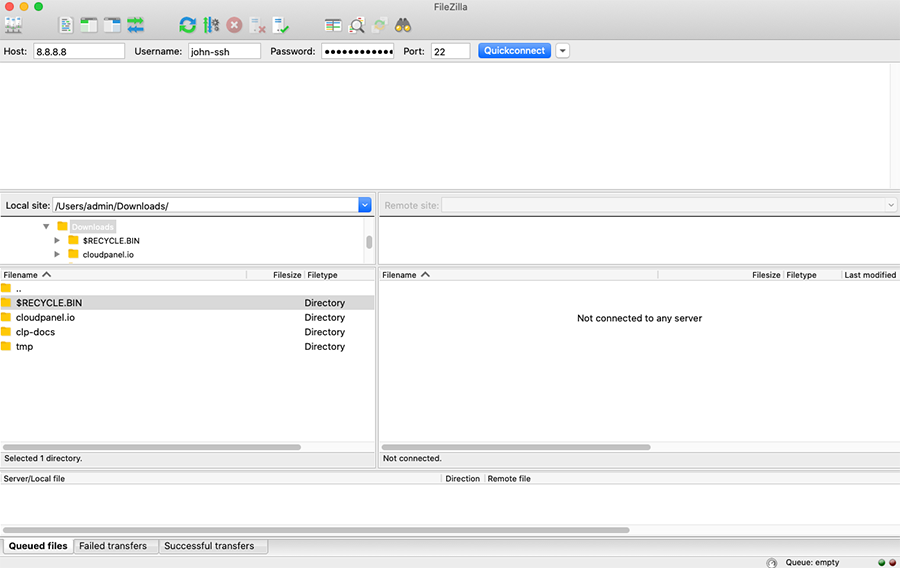 FileZilla
Host: 8.8.8.8 Username: john-ssh Password: ●●●●●●●●●●●● Port: 22 Quickconnect
Local site: /Users/admin/Downloads/ Remote site:
Downloads
$RECYCLE.BIN
cloudpanel.io
Filename Filesize Filetype Filename Filesize Filetype Last modified
..
$RECYCLE.BIN Directory
cloudpanel.io Directory
clp-docs Directory
tmp Directory
Not connected to any server
Selected 1 directory. Not connected.
Server/Local file Direction Remote file
Queued files Failed transfers Successful transfers
Queue: empty